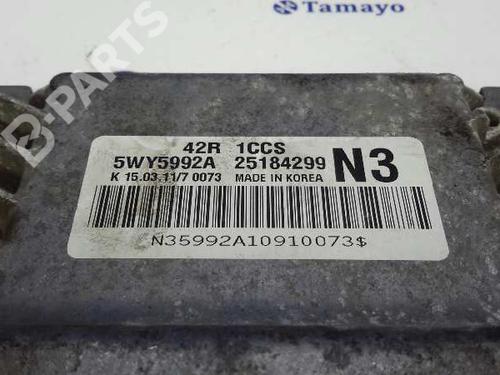 Tamayo
B-PARTS
42R 1CCS
5WY5992A 25184299 N3
K 15.03.11/7 0073 MADE IN KOREA
N35992A10910073$